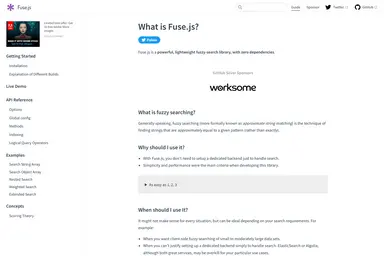 Fuse.js
Guide
Sponsor
Twitter
GitHub
What is Fuse.js?
Follow
Fuse.js is a powerful, lightweight fuzzy-search library, with zero dependencies.
GitHub Silver Sponsors
worksome
What is fuzzy searching?
Generally speaking, fuzzy searching (more formally known as approximate string matching) is the technique of
finding strings that are approximately equal to a given pattern (rather than exactly).
Why should I use it?
With Fuse.js, you don't need to setup a dedicated backend just to handle search.
Simplicity and performance were the main criteria when developing this library.
As easy as 1, 2, 3
When should I use it?
It might not make sense for every situation, but can be ideal depending on your search requirements. For
example:
When you want client-side fuzzy searching of small to moderately large data sets.
When you can't justify setting up a dedicated backend simply to handle search. ElasticSearch or Algolia,
although both great services, may be overkill for your particular use cases.
Getting Started
Installation
Explanation of Different Builds
Live Demo
API Reference
Options
Global config
Methods
Indexing
Logical Query Operators
Examples
Search String Array
Search Object Array
Nested Search
Weighted Search
Extended Search
Concepts
Scoring Theory